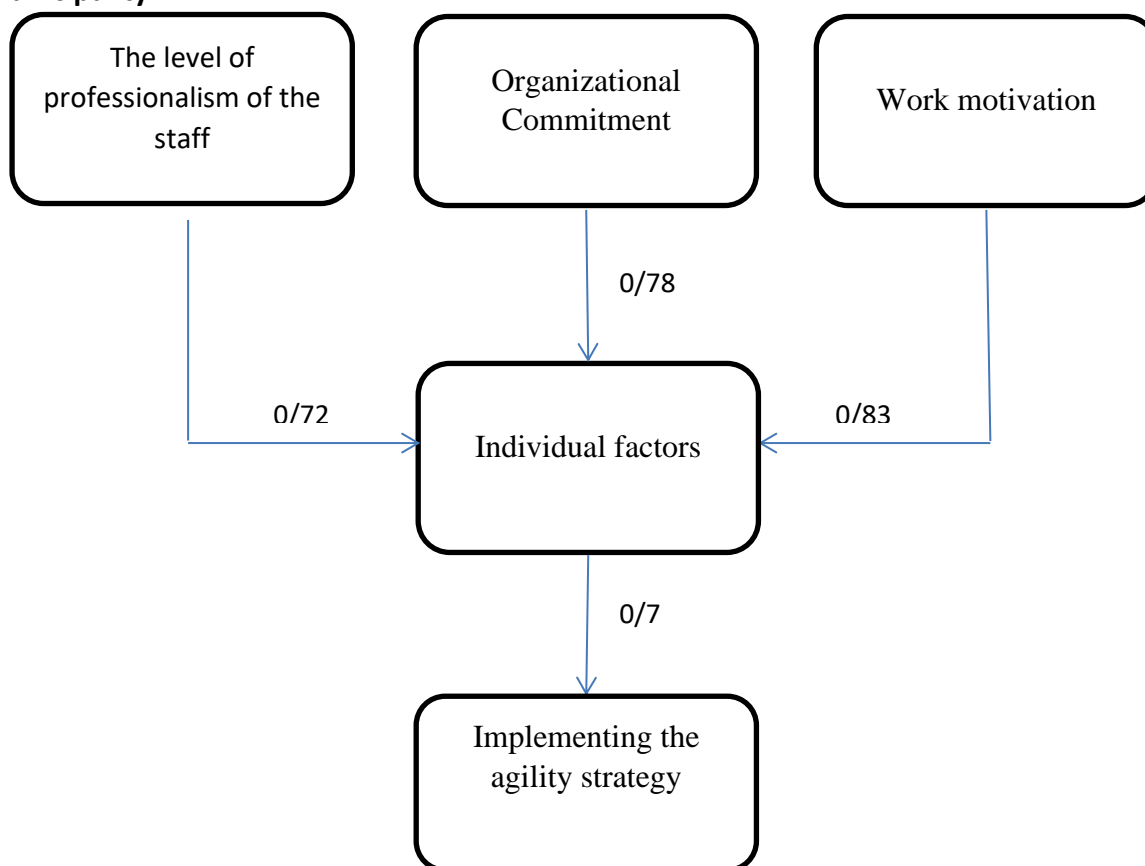 The level of
professionalism of the
staff
Organizational
Commitment
Work motivation
0/78
0/72
0/83
Individual factors
0/7
Implementing the
agility strategy